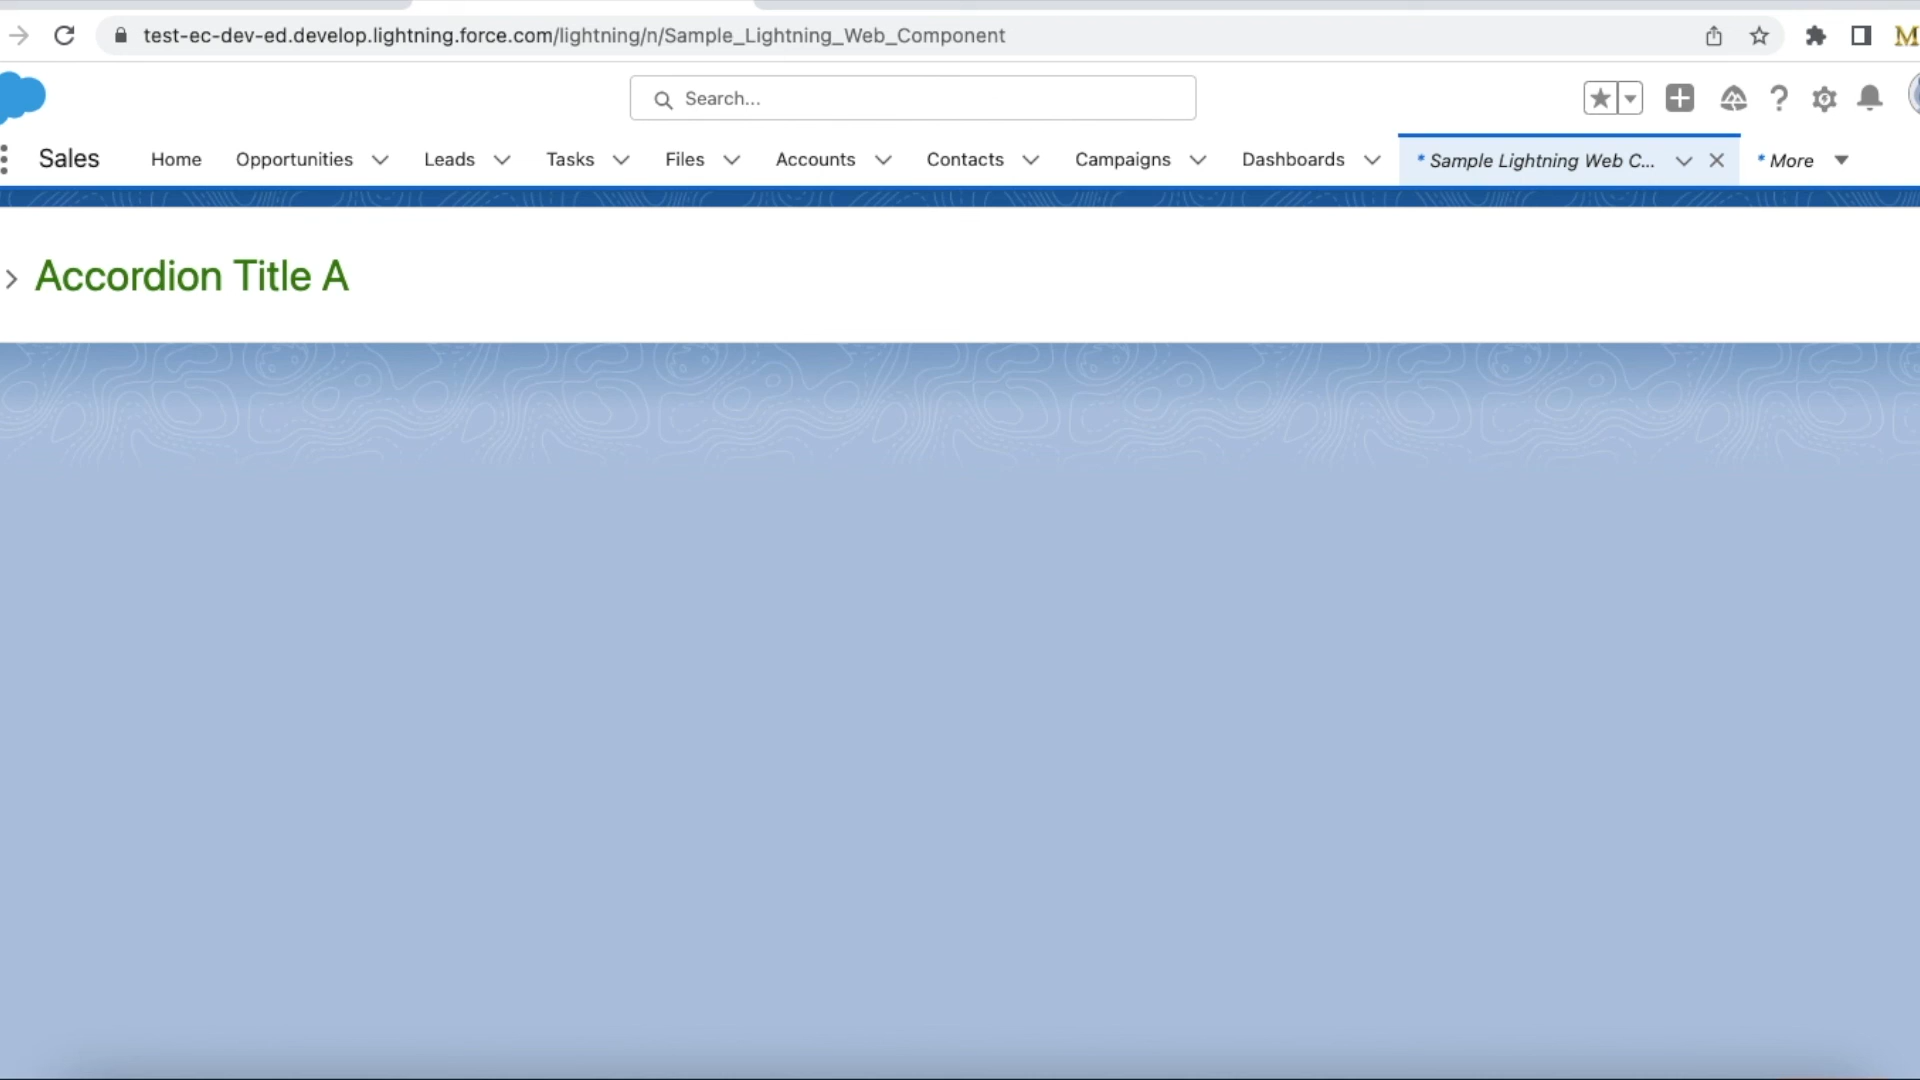 test-ec-dev-ed.develop.lightning.force.com/lightning/n/Sample_Lightning_Web_Component
Search...
Sales Home Opportunities Leads Tasks Files Accounts Contacts Campaigns Dashboards * Sample Lightning Web C... * More
Accordion Title A